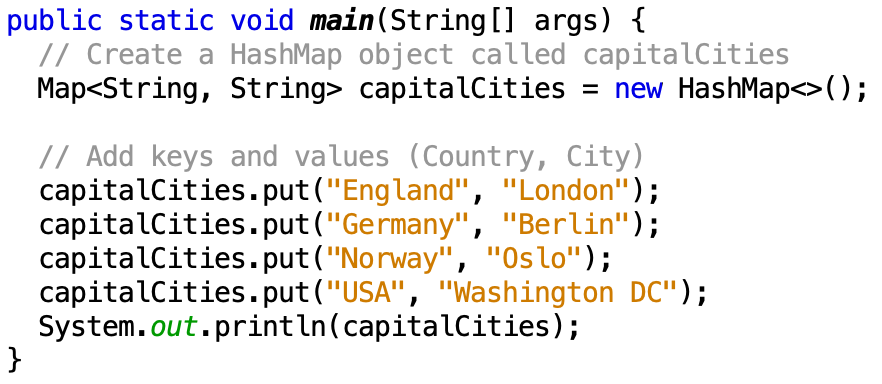 public static void main(String[] args) {
  // Create a HashMap object called capitalCities
  Map<String, String> capitalCities = new HashMap<>();

  // Add keys and values (Country, City)
  capitalCities.put("England", "London");
  capitalCities.put("Germany", "Berlin");
  capitalCities.put("Norway", "Oslo");
  capitalCities.put("USA", "Washington DC");
  System.out.println(capitalCities);
}